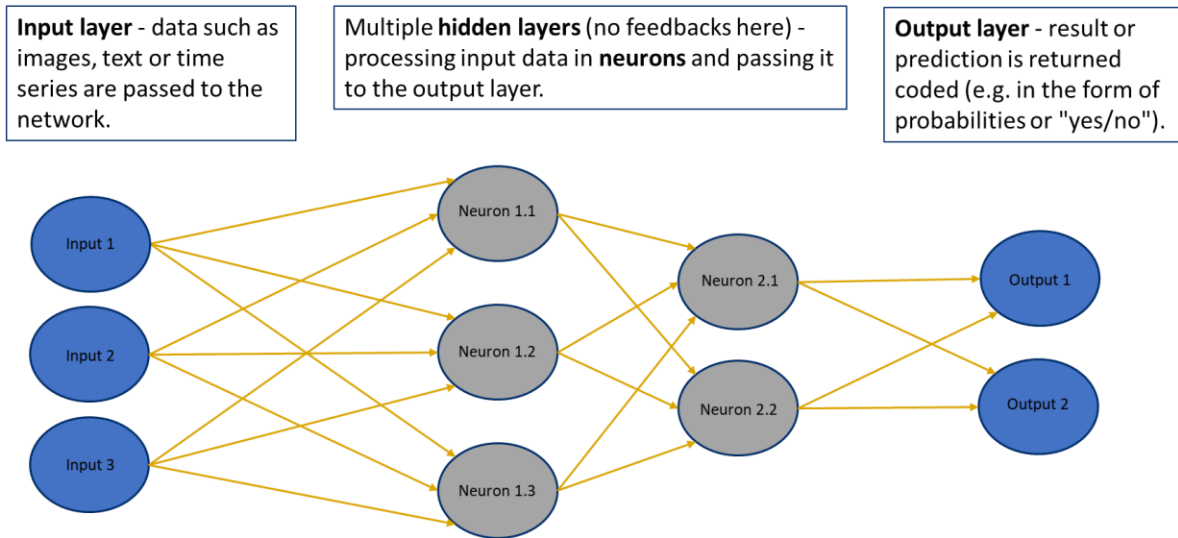 Input layer - data such as
images, text or time
series are passed to the
network.
Multiple hidden layers (no feedbacks here) -
processing input data in neurons and passing it
to the output layer.
Output layer - result or
prediction is returned
coded (e.g. in the form of
probabilities or "yes/no").
Input 1
Input 2
Input 3
Neuron 1.1
Neuron 1.2
Neuron 1.3
Neuron 2.1
Neuron 2.2
Output 1
Output 2